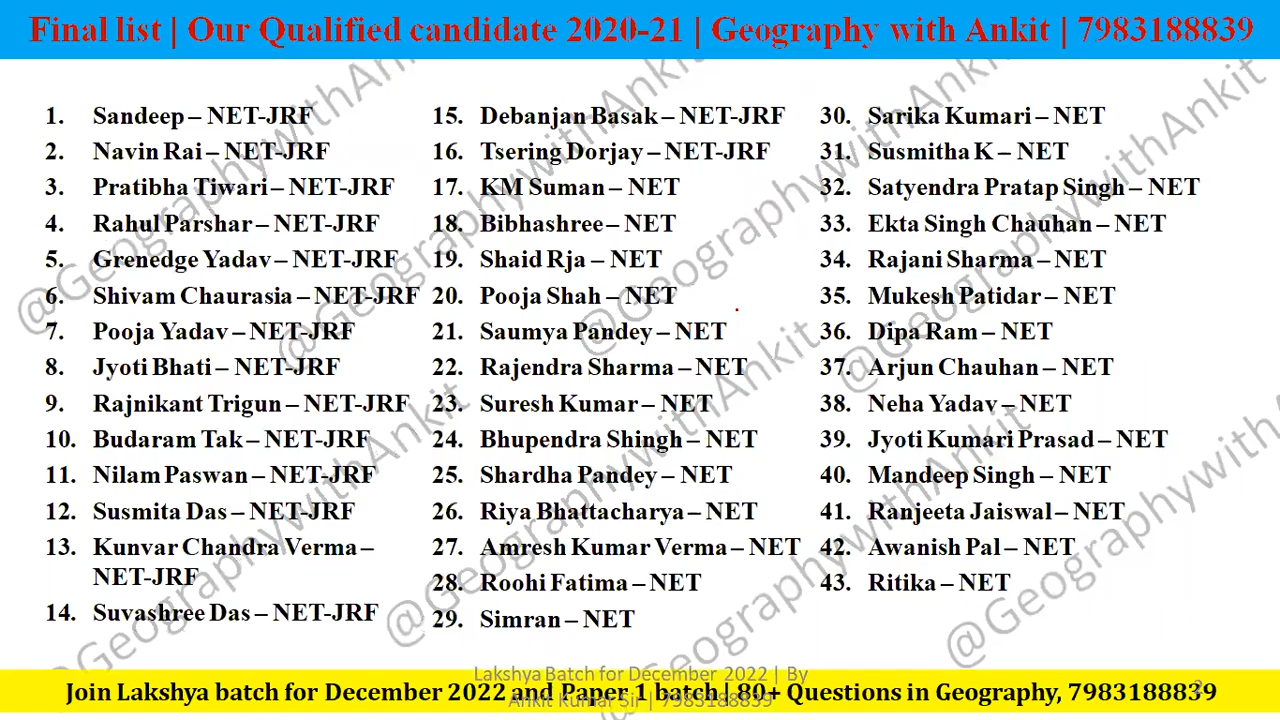 Final list | Our Qualified candidate 2020-21 | Geography with Ankit | 7983188839
1. Sandeep – NET-JRF
2. Navin Rai – NET-JRF
3. Pratibha Tiwari – NET-JRF
4. Rahul Parshar – NET-JRF
5. Grenedge Yadav – NET-JRF
6. Shivam Chaurasia – NET-JRF
7. Pooja Yadav – NET-JRF
8. Jyoti Bhati – NET-JRF
9. Rajnikant Trigun – NET-JRF
10. Budaram Tak – NET-JRF
11. Nilam Paswan – NET-JRF
12. Susmita Das – NET-JRF
13. Kunvar Chandra Verma –
NET-JRF
14. Suvashree Das – NET-JRF
15. Debanjan Basak – NET-JRF
16. Tsering Dorjay – NET-JRF
17. KM Suman – NET
18. Bibhashree – NET
19. Shaid Rja – NET
20. Pooja Shah – NET
21. Saumya Pandey – NET
22. Rajendra Sharma – NET
23. Suresh Kumar – NET
24. Bhupendra Shingh – NET
25. Shardha Pandey – NET
26. Riya Bhattacharya – NET
27. Amresh Kumar Verma – NET
28. Roohi Fatima – NET
29. Simran – NET
30. Sarika Kumari – NET
31. Susmitha K – NET
32. Satyendra Pratap Singh – NET
33. Ekta Singh Chauhan – NET
34. Rajani Sharma – NET
35. Mukesh Patidar – NET
36. Dipa Ram – NET
37. Arjun Chauhan – NET
38. Neha Yadav – NET
39. Jyoti Kumari Prasad – NET
40. Mandeep Singh – NET
41. Ranjeeta Jaiswal – NET
42. Awanish Pal – NET
43. Ritika – NET
@GeographywithAnkit
@GeographywithAnkit
@GeographywithAnkit
@GeographywithAnkit
@GeographywithAnkit
@GeographywithAnkit
@Geographywith
Lakshya Batch for December 2022 | By
Ankit Kumar Sir | 7983188839
2
Join Lakshya batch for December 2022 and Paper 1 batch | 80+ Questions in Geography, 7983188839